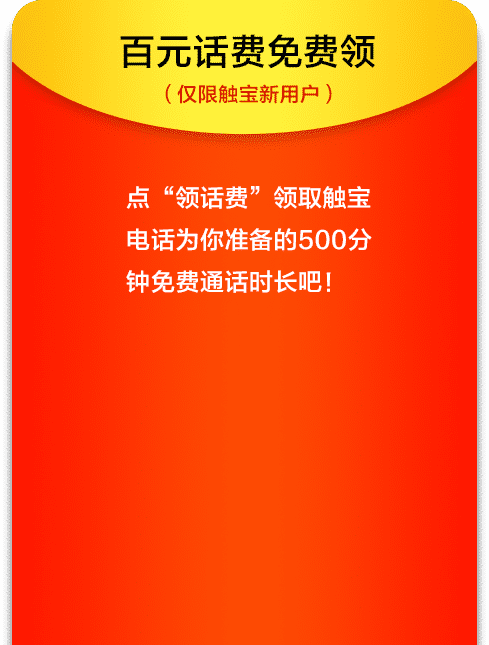 百元话费免费领
（仅限触宝新用户）
点“领话费”领取触宝
电话为你准备的500分
钟免费通话时长吧！